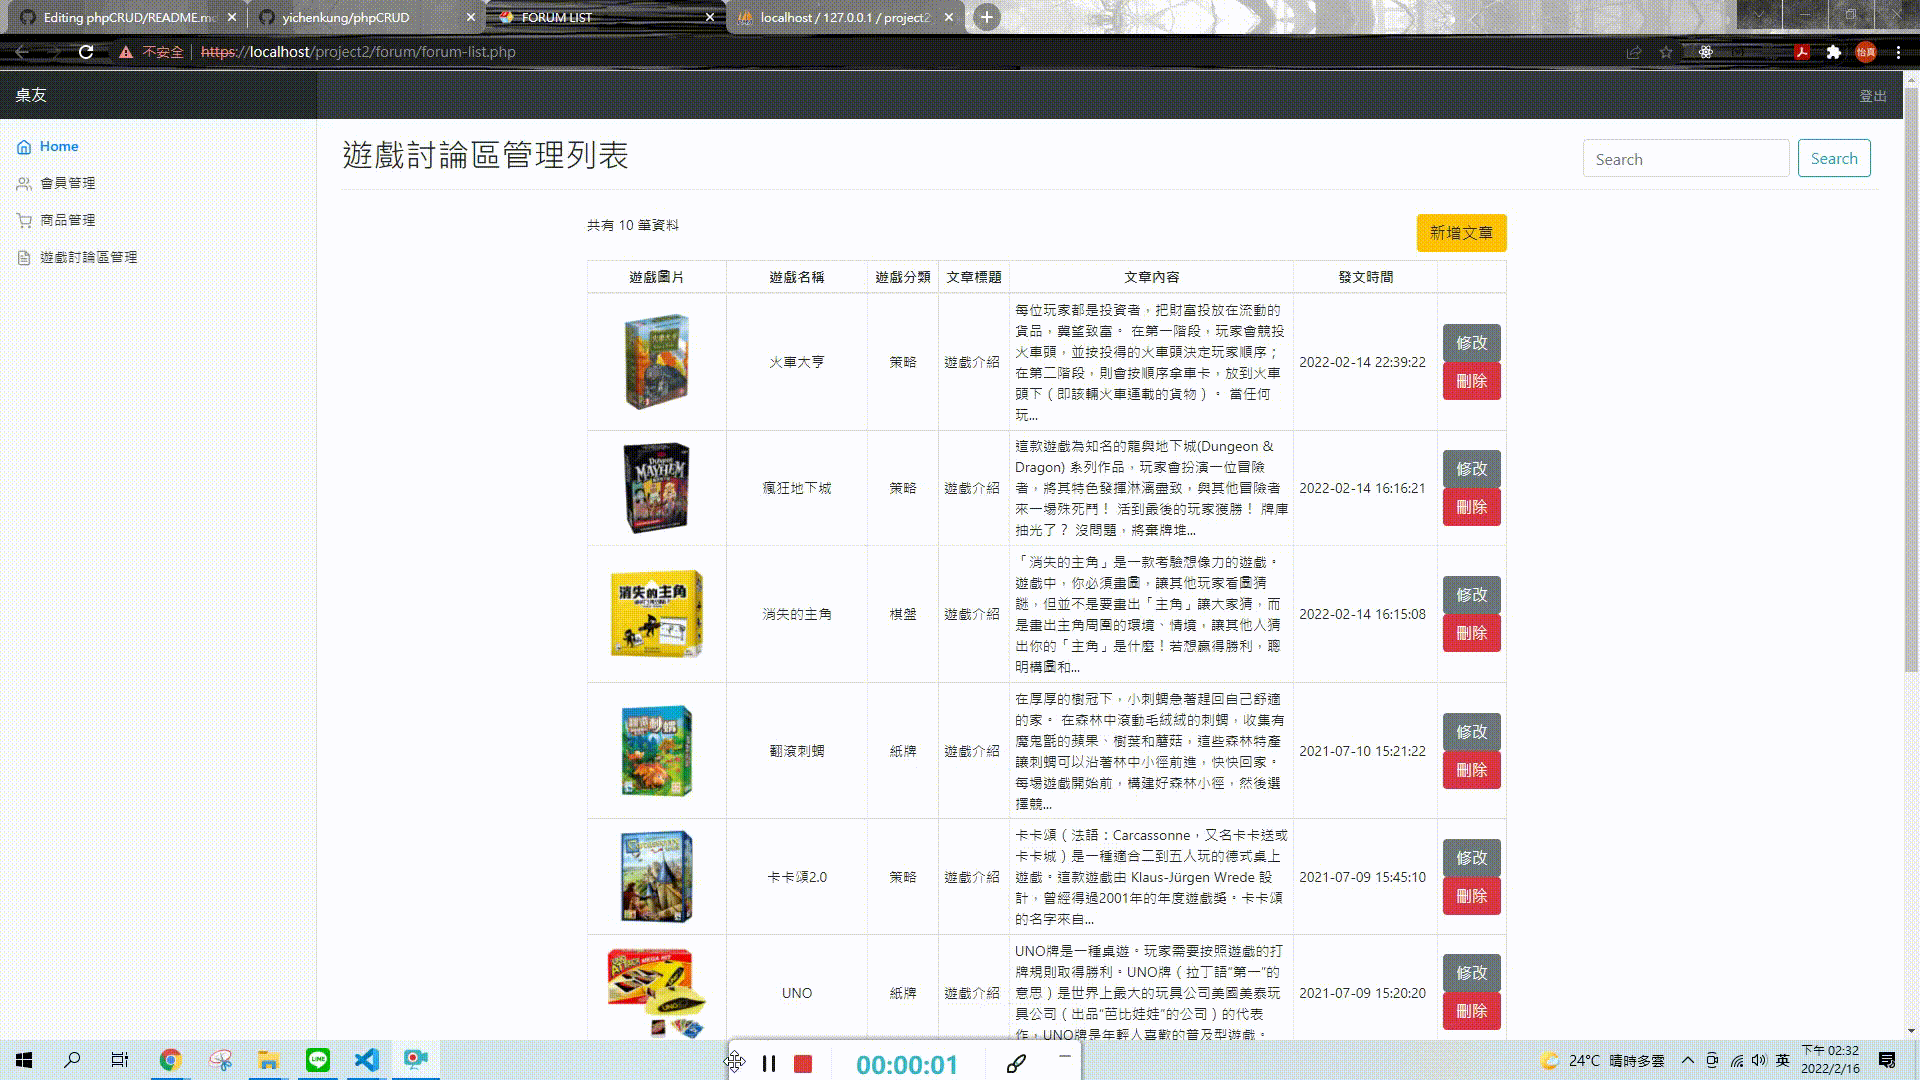 Editing phpCRUD/README.md
yichenkung/phpCRUD
FORUM LIST
localhost / 127.0.0.1 / project2
不安全
https://localhost/project2/forum/forum-list.php
怡真
桌友
登出
Home
會員管理
商品管理
遊戲討論區管理
遊戲討論區管理列表
Search
Search
共有 10 筆資料
新增文章
遊戲圖片
遊戲名稱
遊戲分類
文章標題
文章內容
發文時間
火車大亨
策略
遊戲介紹
每位玩家都是投資者，把財富投放在流動的
貨品，冀望致富。 在第一階段，玩家會競投
火車頭，並按投得的火車頭決定玩家順序；
在第二階段，則會按順序拿車卡，放到火車
頭下（即該輛火車運載的貨物）。 當任何
玩...
2022-02-14 22:39:22
修改
刪除
Dungeon
MAYHEM
瘋狂地下城
策略
遊戲介紹
這款遊戲為知名的龍與地下城(Dungeon &
Dragon) 系列作品，玩家會扮演一位冒險
者，將其特色發揮淋漓盡致，與其他冒險者
來一場殊死鬥！ 活到最後的玩家獲勝！ 牌庫
抽光了？ 沒問題，將棄牌堆...
2022-02-14 16:16:21
修改
刪除
消失的主角
消失的主角
棋盤
遊戲介紹
「消失的主角」是一款考驗想像力的遊戲。
遊戲中，你必須畫圖，讓其他玩家看圖猜
謎，但並不是要畫出「主角」讓大家猜，而
是畫出主角周圍的環境、情境，讓其他人猜
出你的「主角」是什麼！若想贏得勝利，聰
明構圖和...
2022-02-14 16:15:08
修改
刪除
翻滾刺蝟
紙牌
遊戲介紹
在厚厚的樹冠下，小刺蝟急著趕回自己舒適
的家。 在森林中滾動毛絨絨的刺蝟，收集有
魔鬼氈的蘋果、樹葉和蘑菇，這些森林特產
讓刺蝟可以沿著林中小徑前進，快快回家。
每場遊戲開始前，構建好森林小徑，然後選
擇競...
2021-07-10 15:21:22
修改
刪除
卡卡頌2.0
策略
遊戲介紹
卡卡頌（法語：Carcassonne，又名卡卡送或
卡卡城）是一種適合二到五人玩的德式桌上
遊戲。這款遊戲由 Klaus-Jürgen Wrede 設
計，曾經得過2001年的年度遊戲獎。卡卡頌
的名字來自...
2021-07-09 15:45:10
修改
刪除
UNO
紙牌
遊戲介紹
UNO牌是一種桌遊。玩家需要按照遊戲的打
牌規則取得勝利。UNO牌（拉丁語“第一”的
意思）是世界上最大的玩具公司美國美泰玩
具公司（出品“芭比娃娃”的公司）的代表
作，UNO牌是年輕人喜歡的普及型遊戲。
2021-07-09 15:20:20
修改
刪除
00:00:01
24°C 晴時多雲
英
下午 02:32
2022/2/16